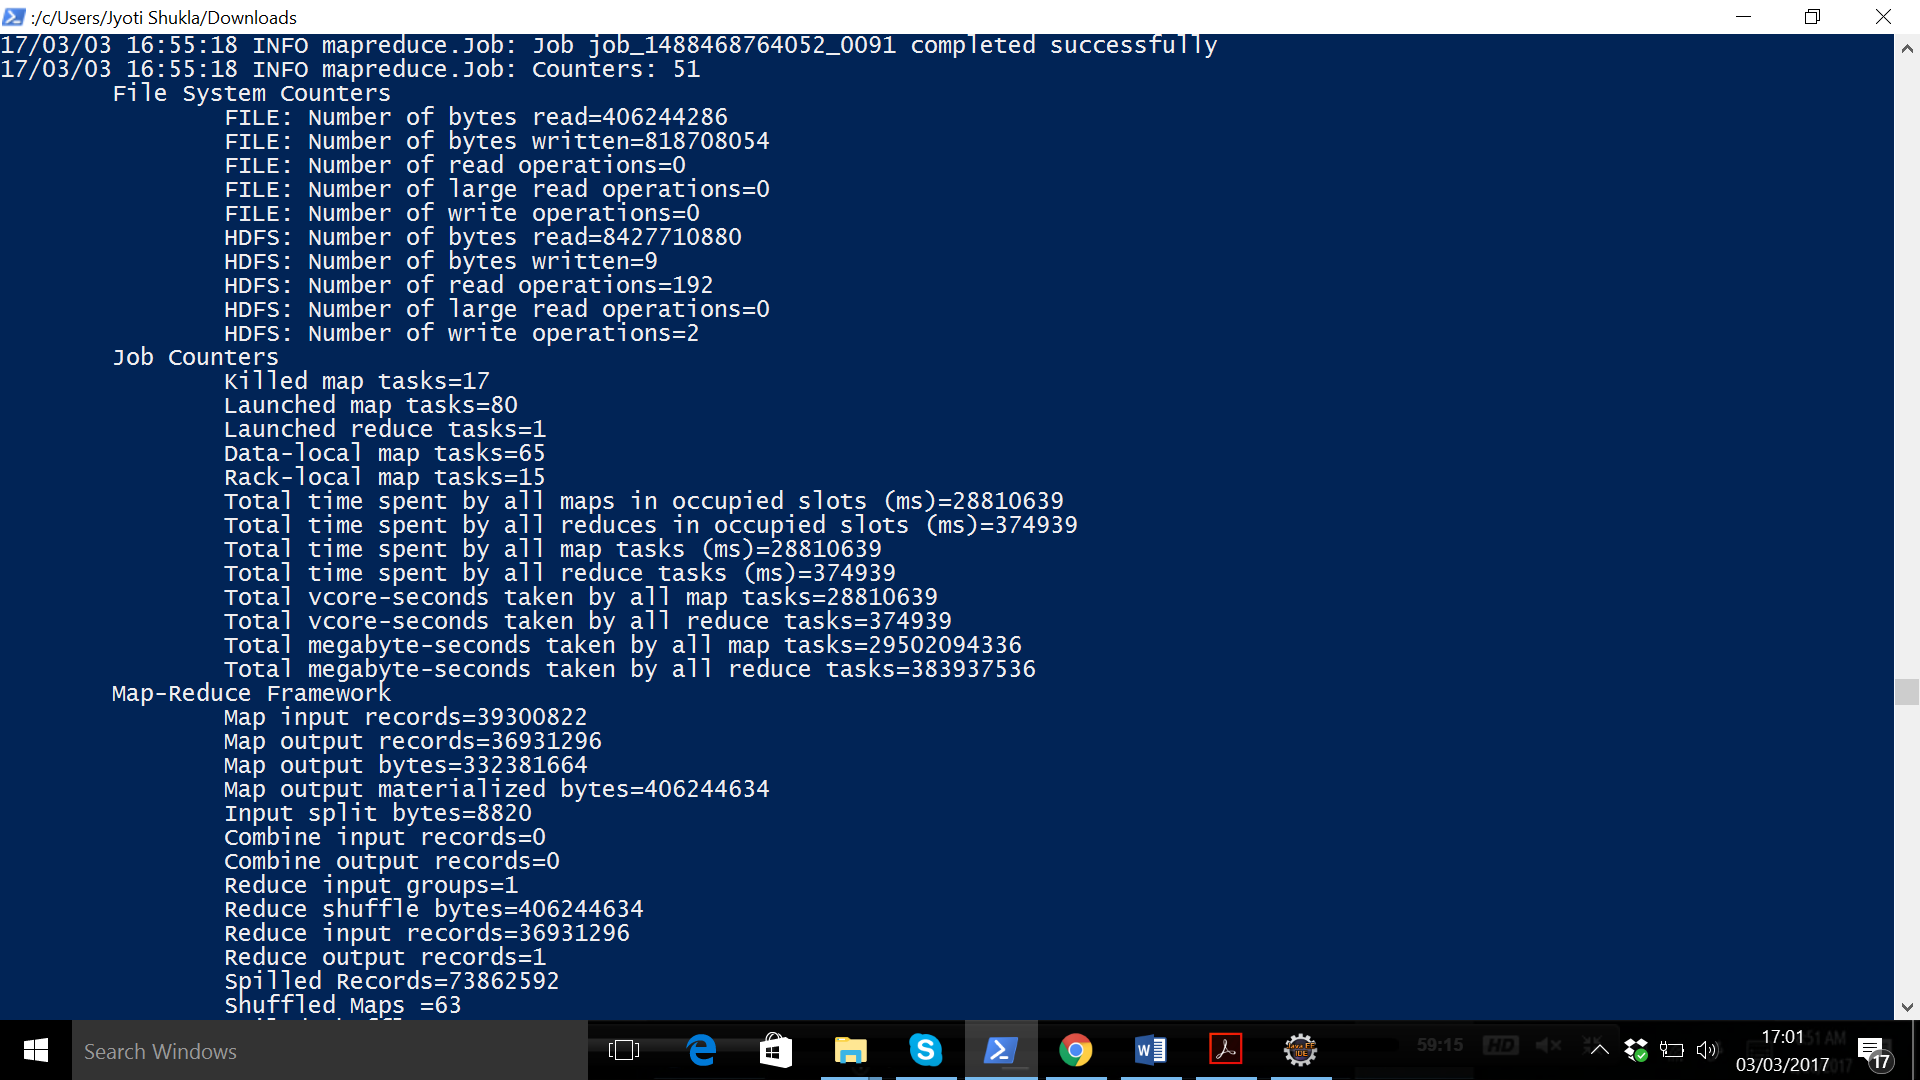 :/c/Users/Jyoti Shukla/Downloads
17/03/03 16:55:18 INFO mapreduce.Job: Job job_1488468764052_0091 completed successfully
17/03/03 16:55:18 INFO mapreduce.Job: Counters: 51
File System Counters
FILE: Number of bytes read=406244286
FILE: Number of bytes written=818708054
FILE: Number of read operations=0
FILE: Number of large read operations=0
FILE: Number of write operations=0
HDFS: Number of bytes read=8427710880
HDFS: Number of bytes written=9
HDFS: Number of read operations=192
HDFS: Number of large read operations=0
HDFS: Number of write operations=2
Job Counters
Killed map tasks=17
Launched map tasks=80
Launched reduce tasks=1
Data-local map tasks=65
Rack-local map tasks=15
Total time spent by all maps in occupied slots (ms)=28810639
Total time spent by all reduces in occupied slots (ms)=374939
Total time spent by all map tasks (ms)=28810639
Total time spent by all reduce tasks (ms)=374939
Total vcore-seconds taken by all map tasks=28810639
Total vcore-seconds taken by all reduce tasks=374939
Total megabyte-seconds taken by all map tasks=29502094336
Total megabyte-seconds taken by all reduce tasks=383937536
Map-Reduce Framework
Map input records=39300822
Map output records=36931296
Map output bytes=332381664
Map output materialized bytes=406244634
Input split bytes=8820
Combine input records=0
Combine output records=0
Reduce input groups=1
Reduce shuffle bytes=406244634
Reduce input records=36931296
Reduce output records=1
Spilled Records=73862592
Shuffled Maps =63
Search Windows
59:15 HD
17:01
03/03/2017
17